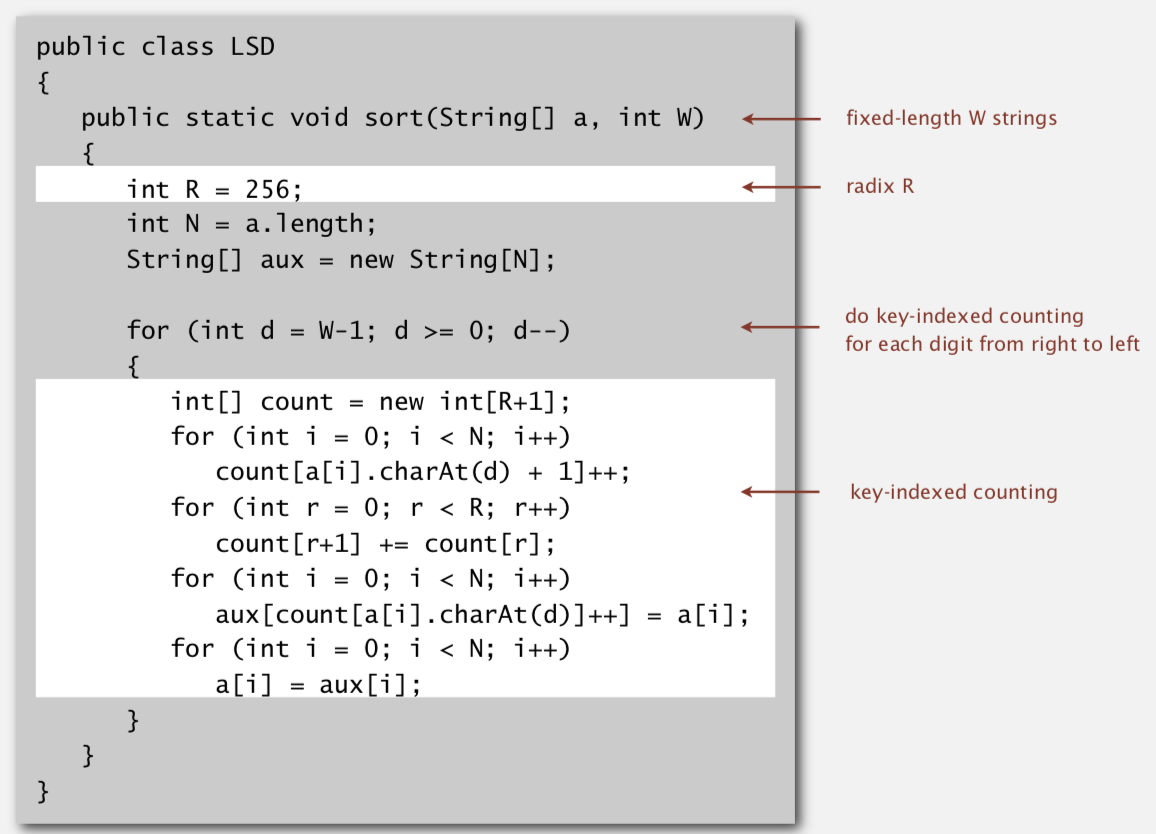 public class LSD
{
   public static void sort(String[] a, int W)
   {
      int R = 256;
      int N = a.length;
      String[] aux = new String[N];
      for (int d = W-1; d >= 0; d--)
      {
         int[] count = new int[R+1];
         for (int i = 0; i < N; i++)
            count[a[i].charAt(d) + 1]++;
         for (int r = 0; r < R; r++)
            count[r+1] += count[r];
         for (int i = 0; i < N; i++)
            aux[count[a[i].charAt(d)]++] = a[i];
         for (int i = 0; i < N; i++)
            a[i] = aux[i];
      }
   }
}
fixed-length W strings
radix R
do key-indexed counting
for each digit from right to left
key-indexed counting